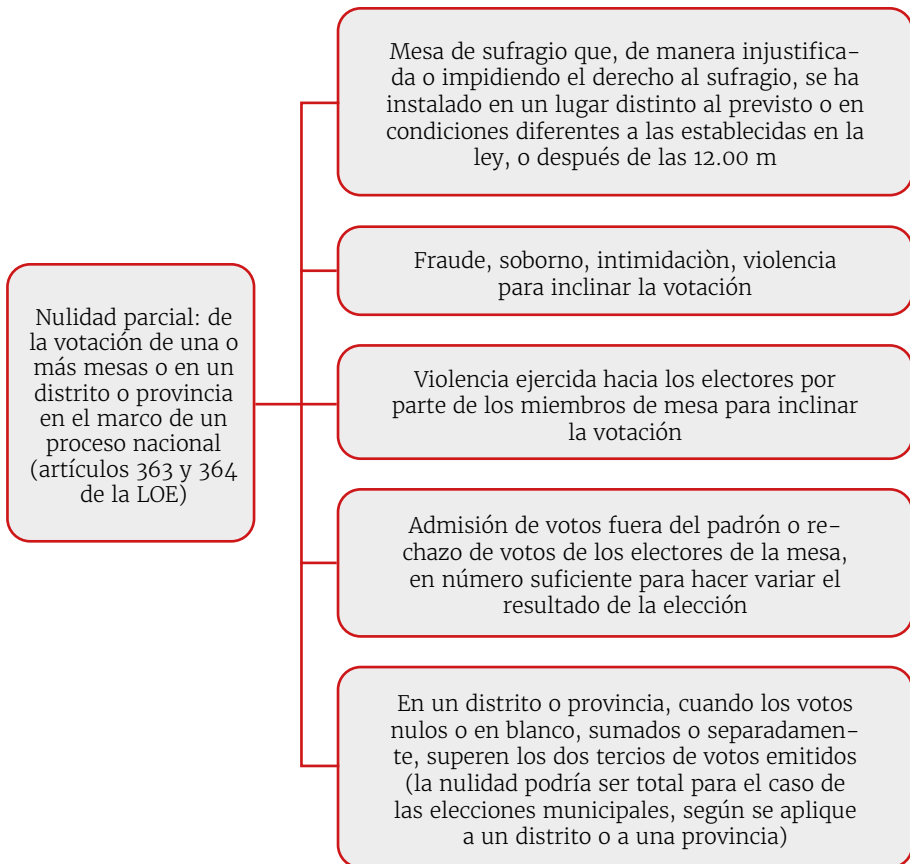 Mesa de sufragio que, de manera injustifica-
da o impidiendo el derecho al sufragio, se ha
instalado en un lugar distinto al previsto o en
condiciones diferentes a las establecidas en la
ley, o después de las 12.00 m
Fraude, soborno, intimidaciòn, violencia
para inclinar la votación
Nulidad parcial: de
la votación de una o
más mesas o en un
distrito o provincia
en el marco de un
proceso nacional
(artículos 363 y 364
de la LOE)
Violencia ejercida hacia los electores por
parte de los miembros de mesa para inclinar
la votación
Admisión de votos fuera del padrón o re-
chazo de votos de los electores de la mesa,
en número suficiente para hacer variar el
resultado de la elección
En un distrito o provincia, cuando los votos
nulos o en blanco, sumados o separadamen-
te, superen los dos tercios de votos emitidos
(la nulidad podría ser total para el caso de
las elecciones municipales, según se aplique
a un distrito o a una provincia)